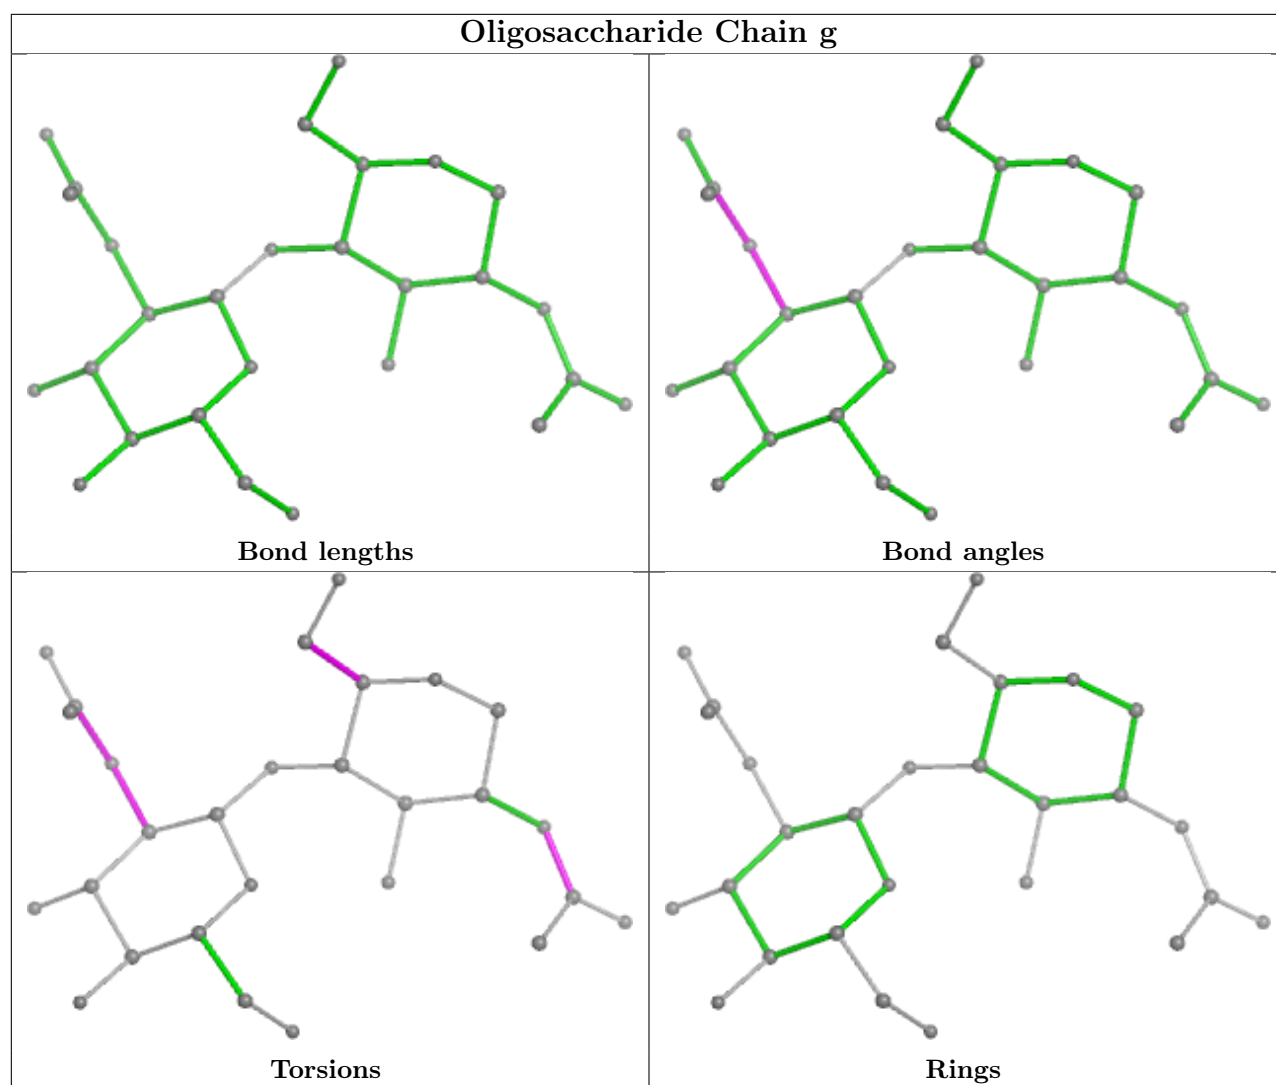 Oligosaccharide Chain g
Bond lengths
Bond angles
Torsions
Rings